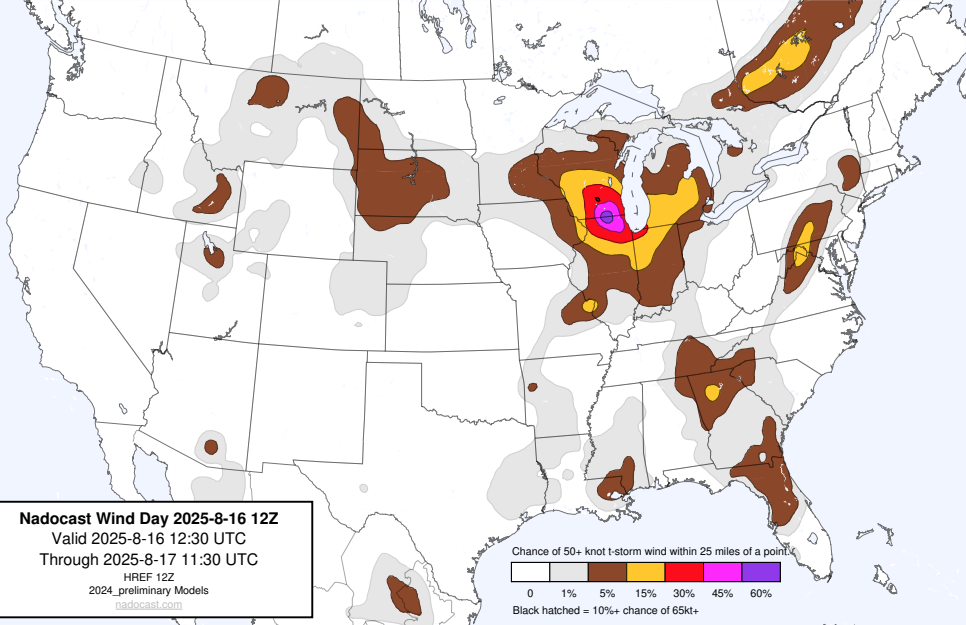 Nadocast Wind Day 2025-8-16 12Z
Valid 2025-8-16 12:30 UTC
Through 2025-8-17 11:30 UTC
HREF 12Z
2024_preliminary Models
nadocast.com
Chance of 50+ knot t-storm wind within 25 miles of a point.
0 1% 5% 15% 30% 45% 60%
Black hatched = 10%+ chance of 65kt+